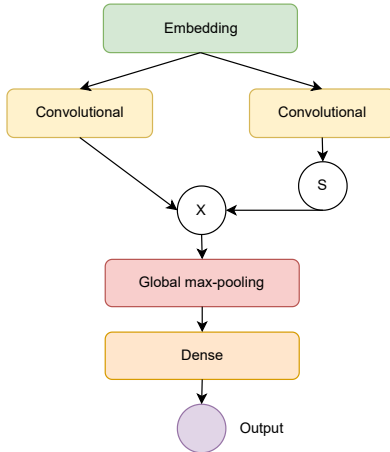 Embedding
Convolutional
Convolutional
S
X
Global max-pooling
Dense
Output